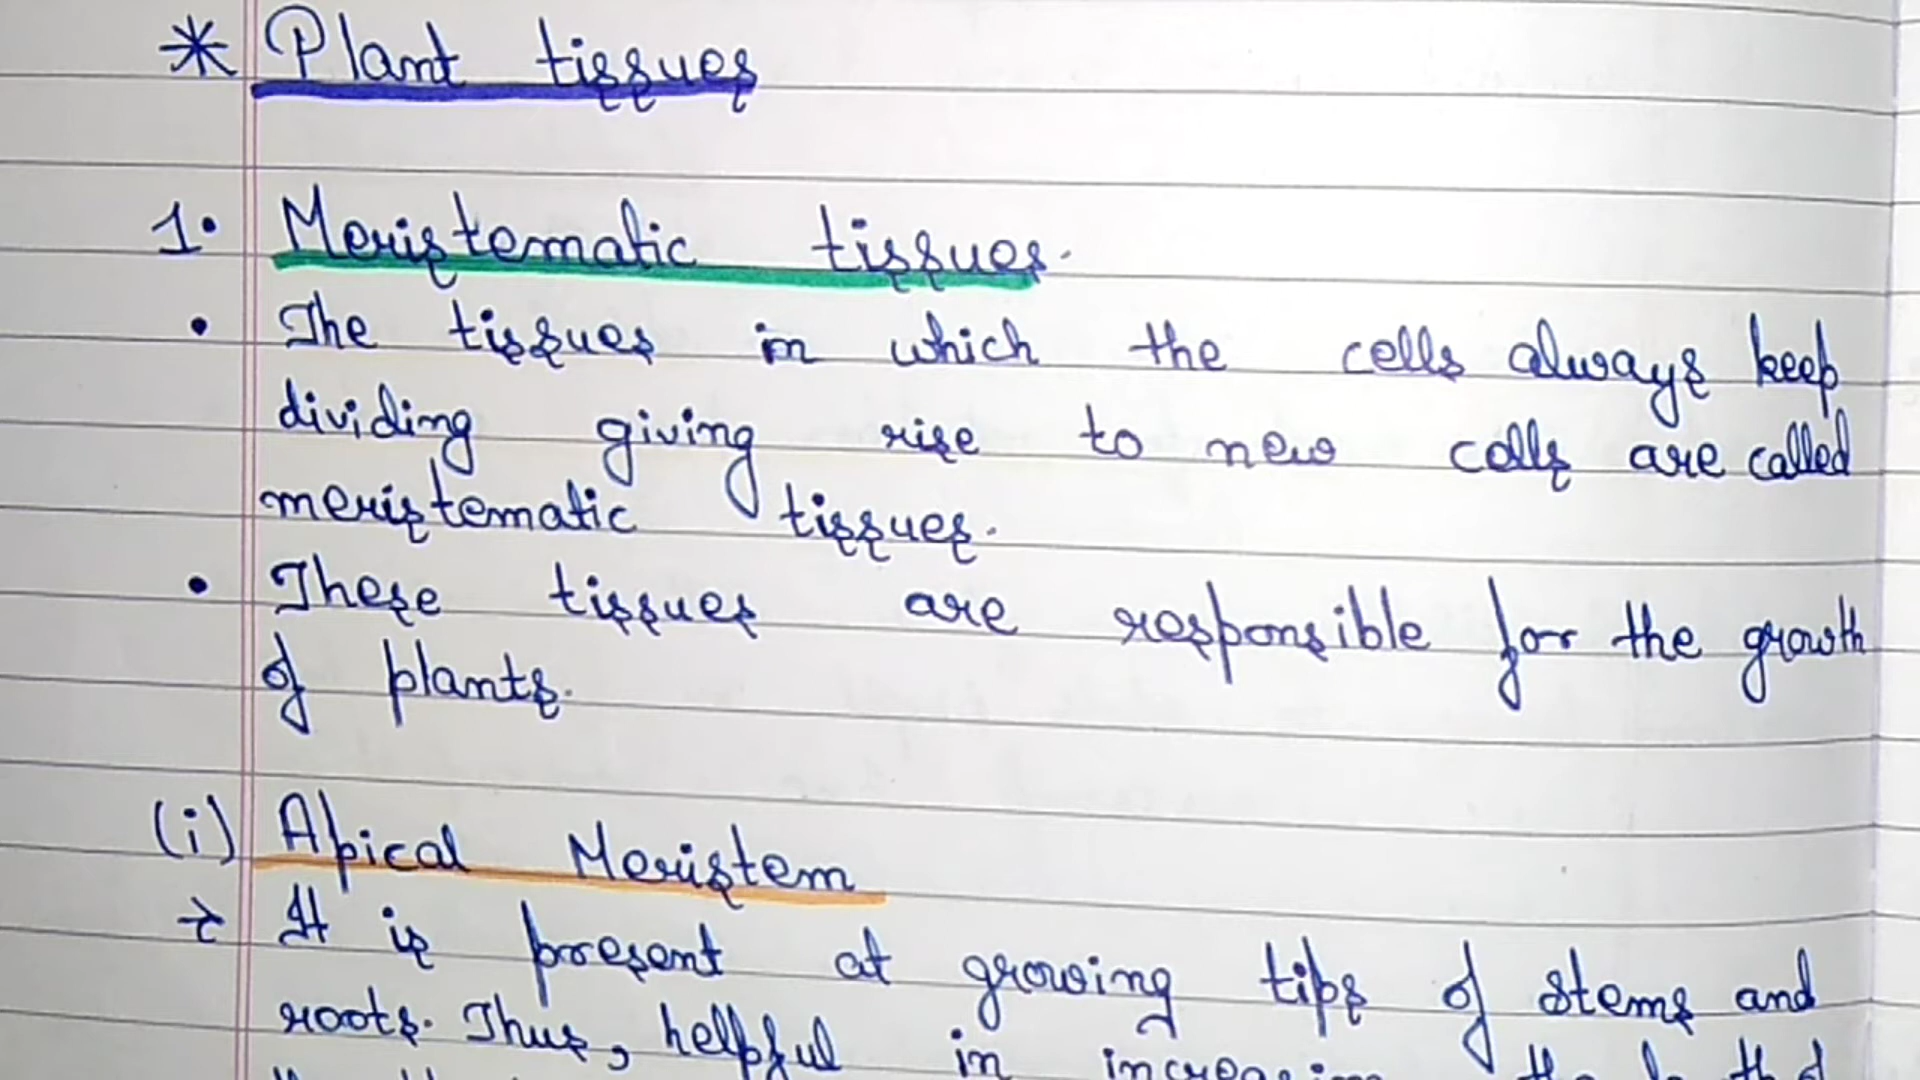 * Plant tissues
1. Meristematic tissues.
• The tissues in which the cells always keep
dividing giving rise to new cells are called
meristematic tissues.
• These tissues are responsible for the growth
of plants.
(i) Apical Meristem
→ It is present at growing tips of stems and
roots. Thus, helpful in